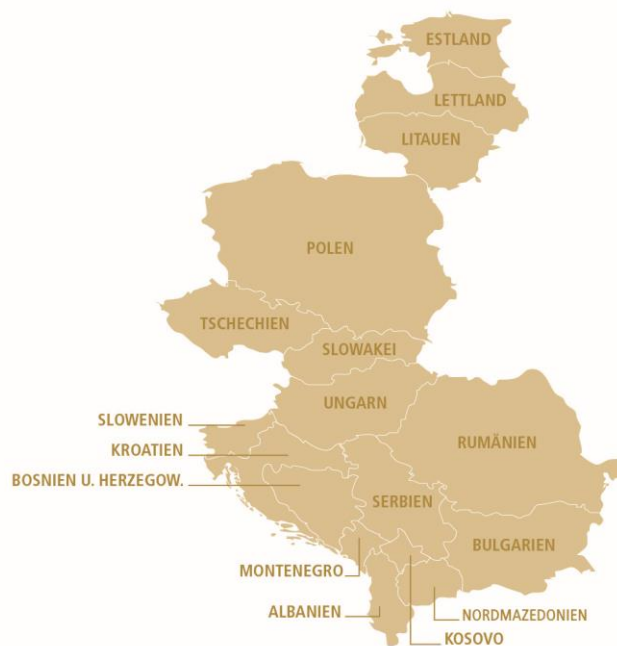 ESTLAND
LETTLAND
LITAUEN
POLEN
TSCHECHIEN
SLOWAKEI
UNGARN
SLOWENIEN
RUMÄNIEN
KROATIEN
BOSNIEN U. HERZEGOW.
SERBIEN
BULGARIEN
MONTENEGRO
ALBANIEN
NORDMAZEDONIEN
KOSOVO